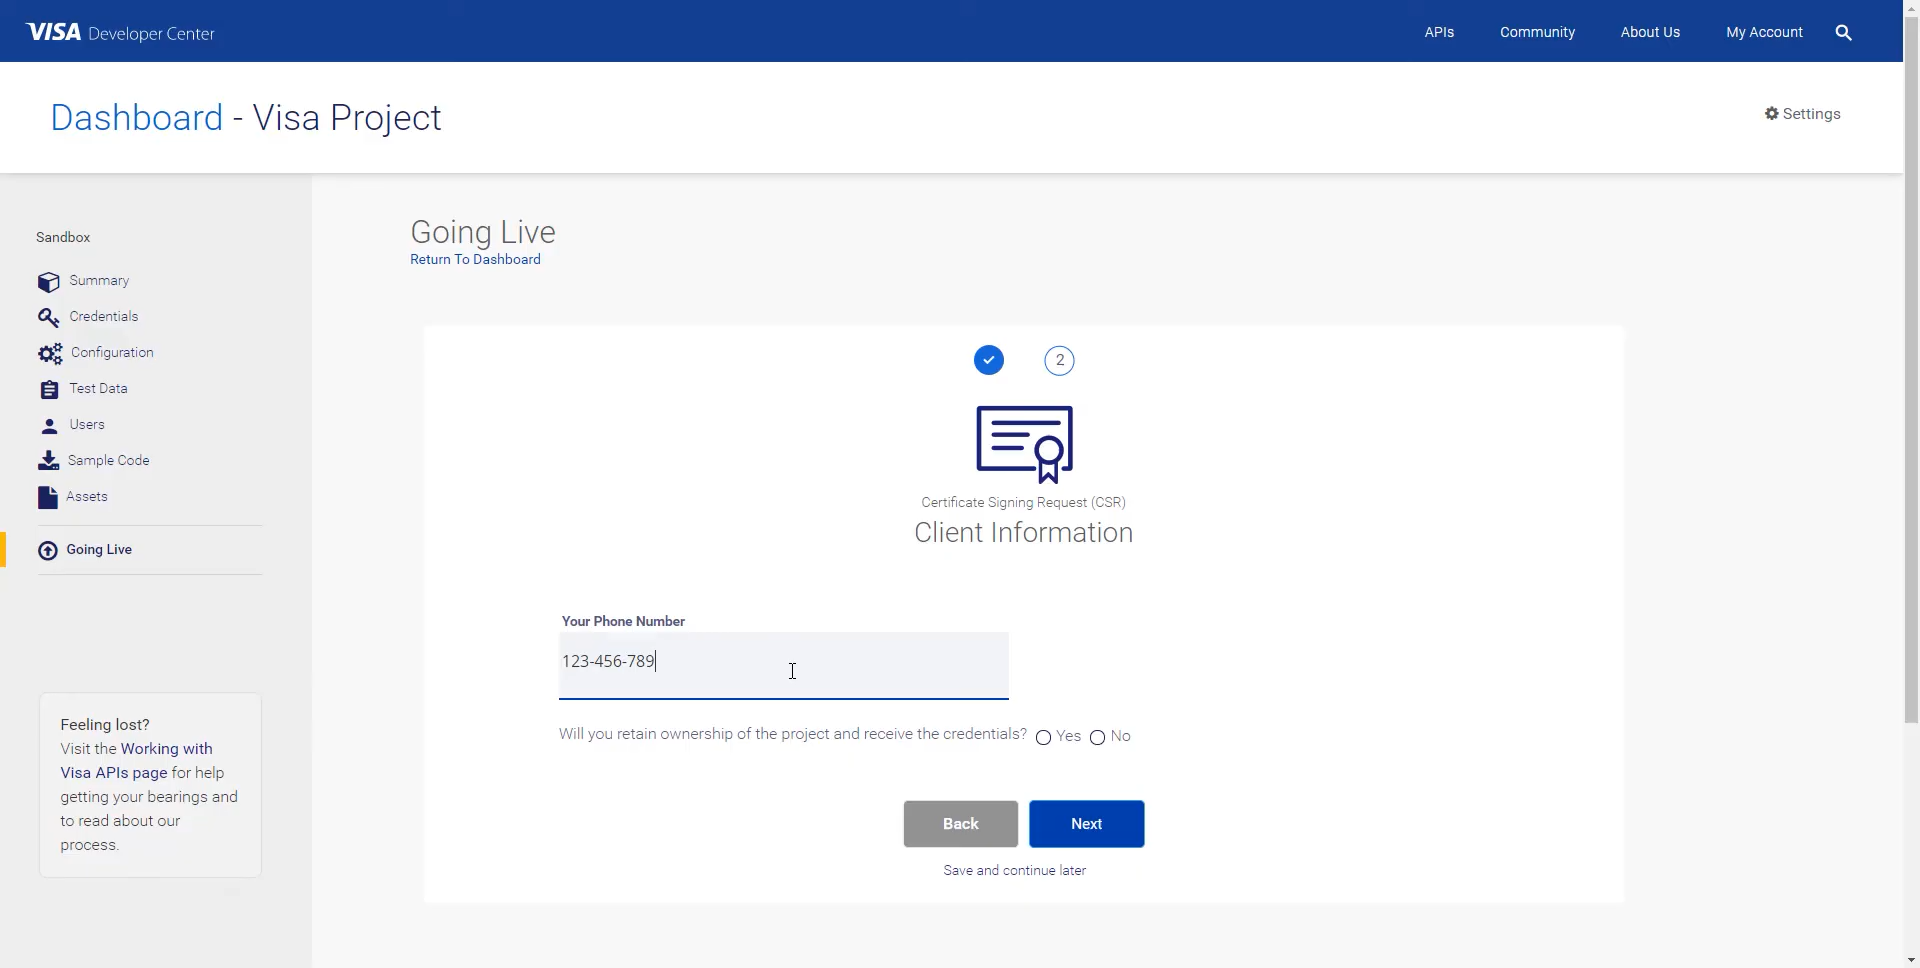 VISA Developer Center
APIs
Community
About Us
My Account
Dashboard - Visa Project
Settings
Sandbox
Summary
Credentials
Configuration
Test Data
Users
Sample Code
Assets
Going Live
Feeling lost?
Visit the Working with
Visa APIs page for help
getting your bearings and
to read about our
process.
Going Live
Return To Dashboard
2
Certificate Signing Request (CSR)
Client Information
Your Phone Number
123-456-789
Will you retain ownership of the project and receive the credentials? Yes No
Back
Next
Save and continue later